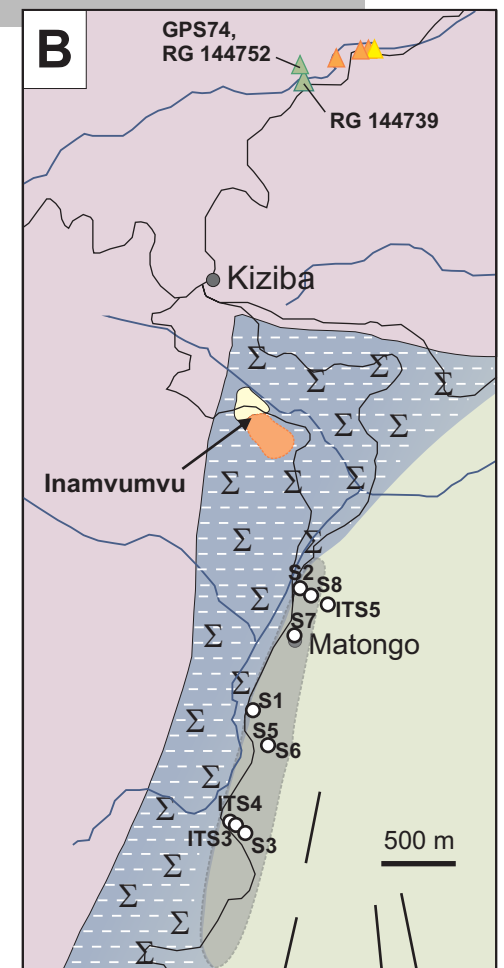 B
GPS74,
RG 144752
RG 144739
Kiziba
Σ
Σ
Σ
Σ
Σ
Σ
Inamvumvu
Σ
Σ
Σ
Σ
Σ
S2
S8
Σ
ITS5
S7
Σ
Matongo
Σ
S1
Σ
S5
S6
Σ
ITS4
Σ
ITS3
S3
500 m
Σ
Σ
Σ
Σ